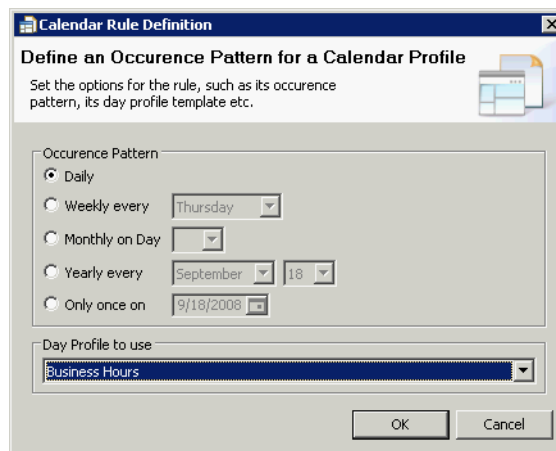 Calendar Rule Definition
Define an Occurence Pattern for a Calendar Profile
Set the options for the rule, such as its occurence
pattern, its day profile template etc.
Occurence Pattern
Daily
Weekly every Thursday
Monthly on Day
Yearly every September 18
Only once on 9/18/2008
Day Profile to use
Business Hours
OK Cancel